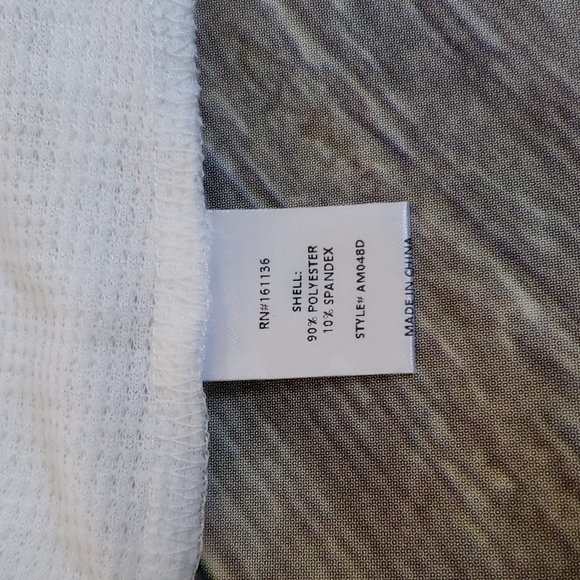 RN#161136
SHELL:
90% POLYESTER
10% SPANDEX
STYLE# AM048D
MADE IN CHINA